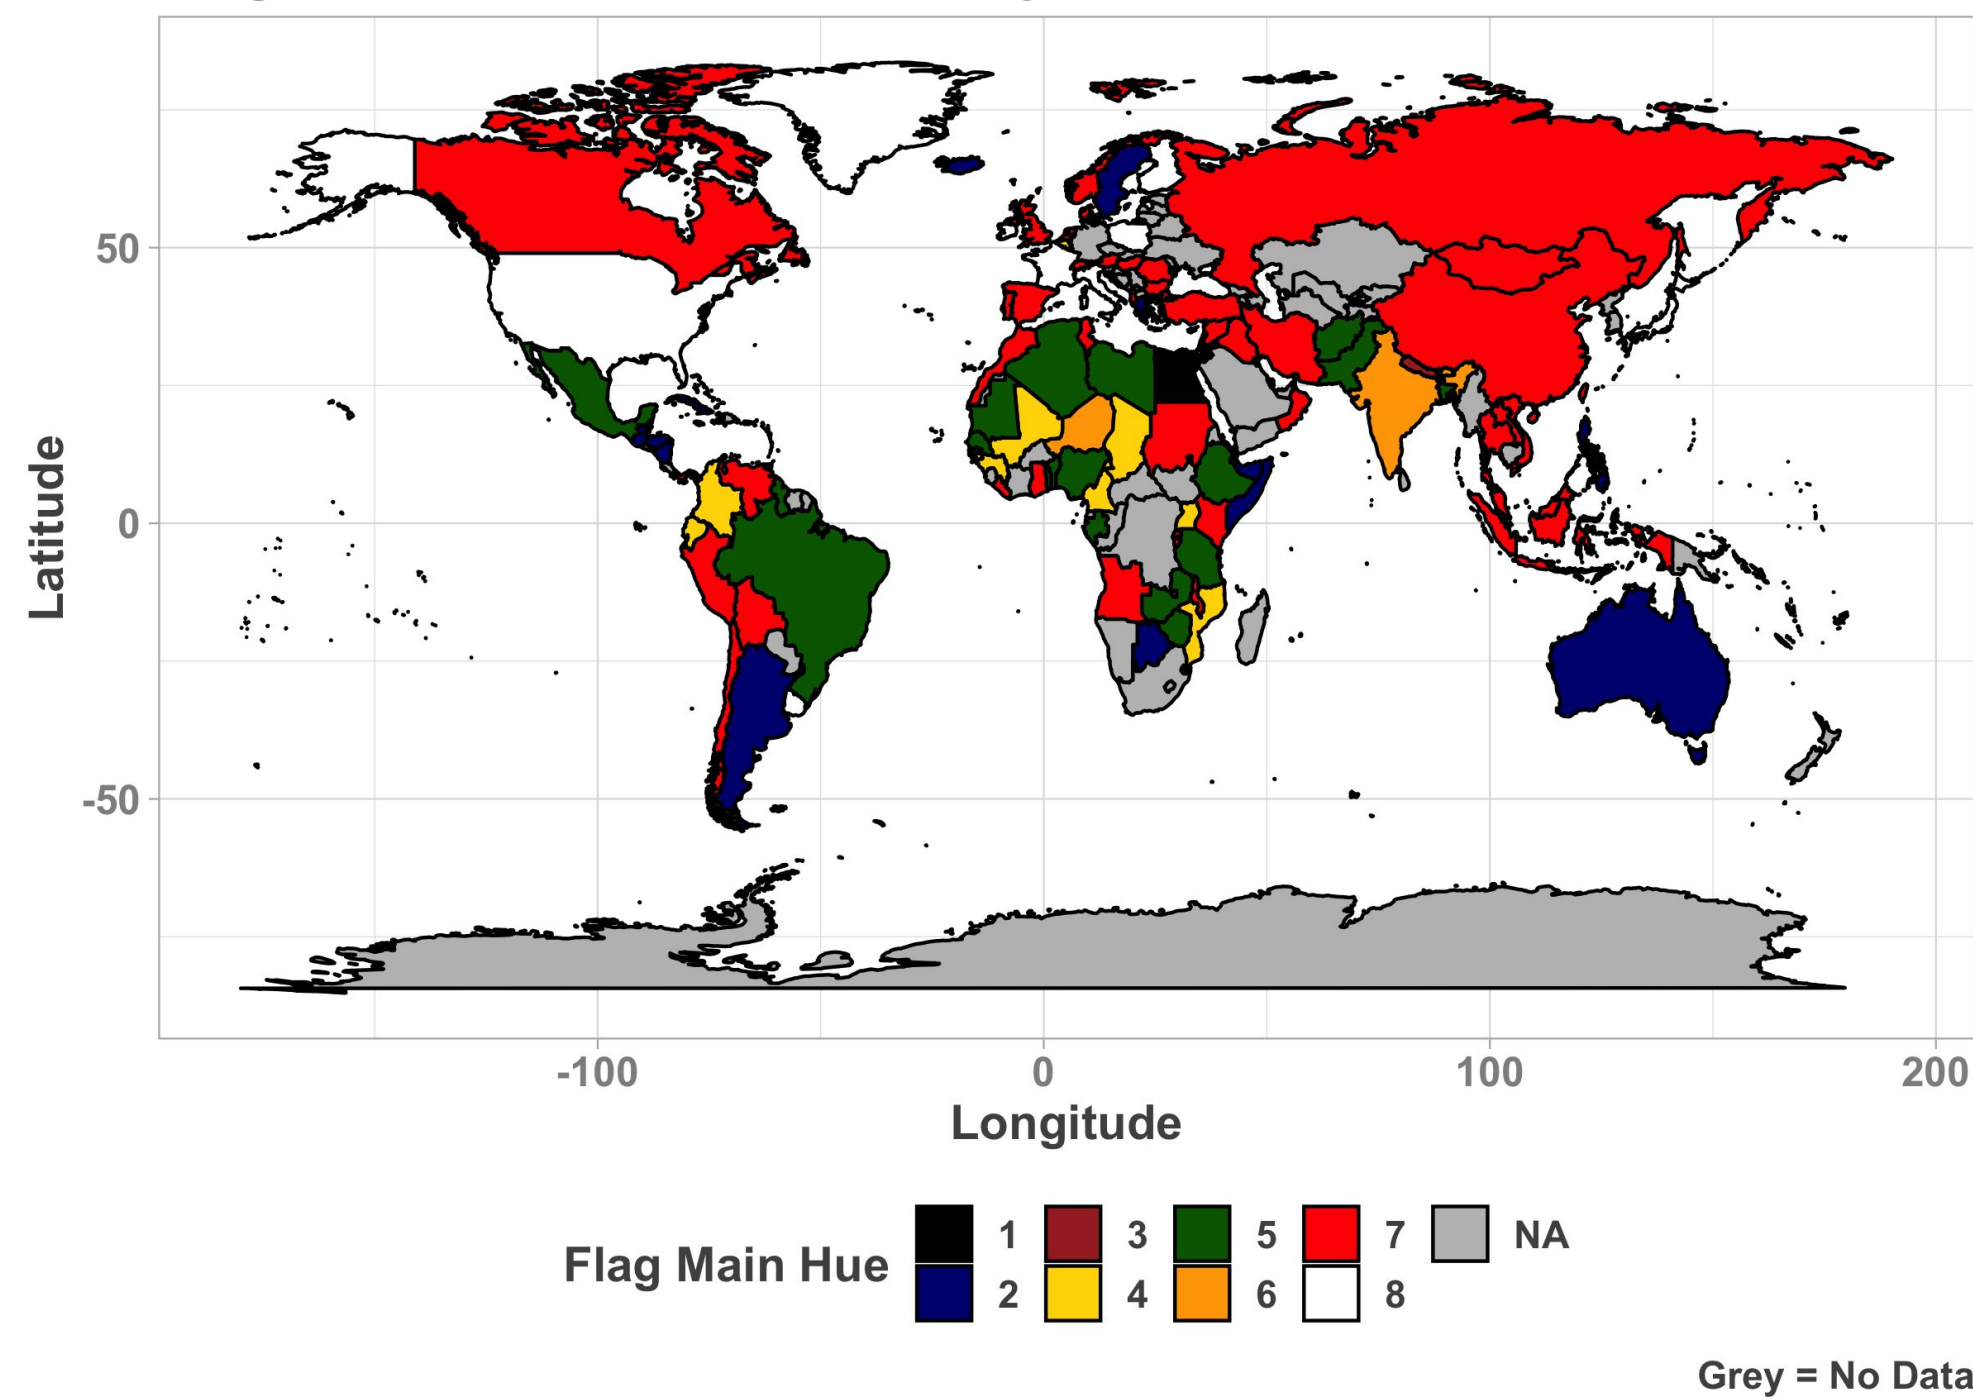 50
0
-50
Latitude
-100 0 100 200
Longitude
Flag Main Hue
1 3 5 7 NA
2 4 6 8
Grey = No Data